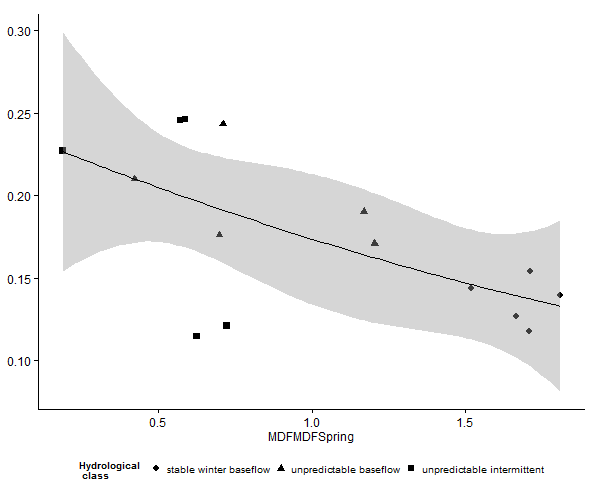 0.30
0.25
0.20
0.15
0.10
0.5 1.0 1.5
MDFMDFSpring
Hydrological
class
stable winter baseflow unpredictable baseflow unpredictable intermittent